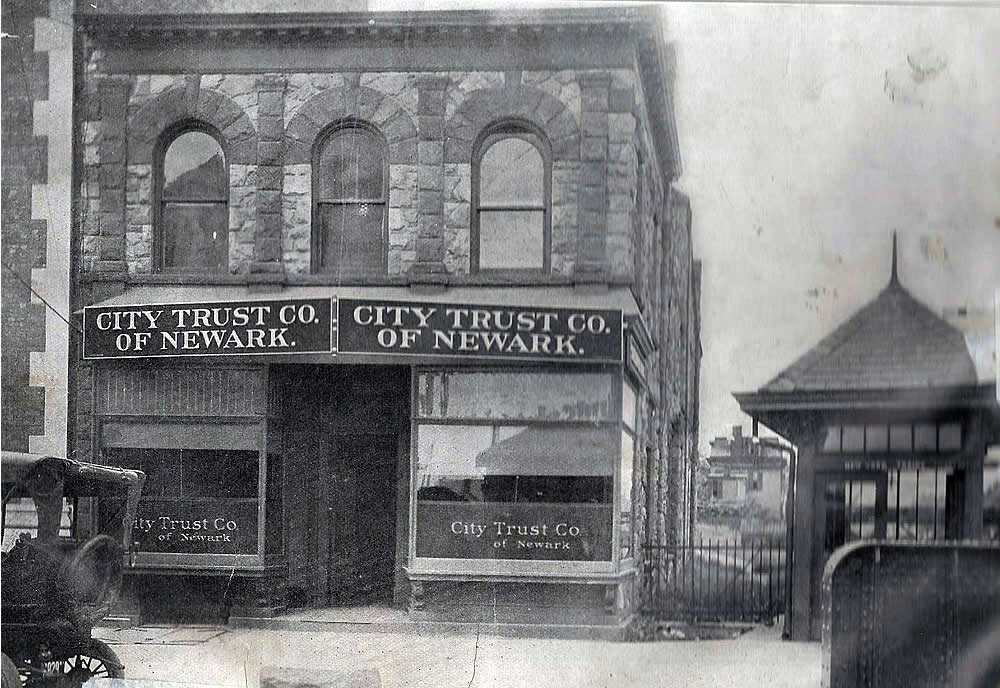 CITY TRUST CO.
OF NEWARK.
CITY TRUST CO.
OF NEWARK.
City Trust Co.
of Newark
City Trust Co.
of Newark